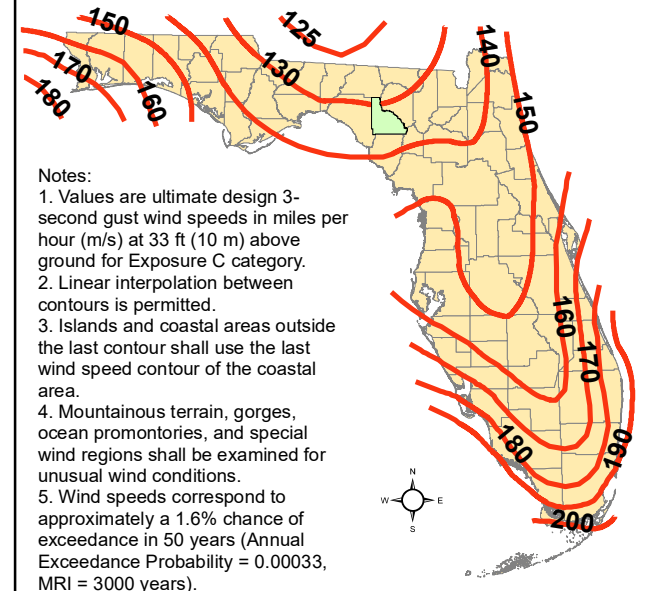 150
125
140
170
130
180
160
150
Notes:
1. Values are ultimate design 3-
second gust wind speeds in miles per
hour (m/s) at 33 ft (10 m) above
ground for Exposure C category.
2. Linear interpolation between
contours is permitted.
3. Islands and coastal areas outside
the last contour shall use the last
wind speed contour of the coastal
area.
4. Mountainous terrain, gorges,
ocean promontories, and special
wind regions shall be examined for
unusual wind conditions.
5. Wind speeds correspond to
approximately a 1.6% chance of
exceedance in 50 years (Annual
Exceedance Probability = 0.00033,
MRI = 3000 years).
160
170
180
190
200
N
W E
S